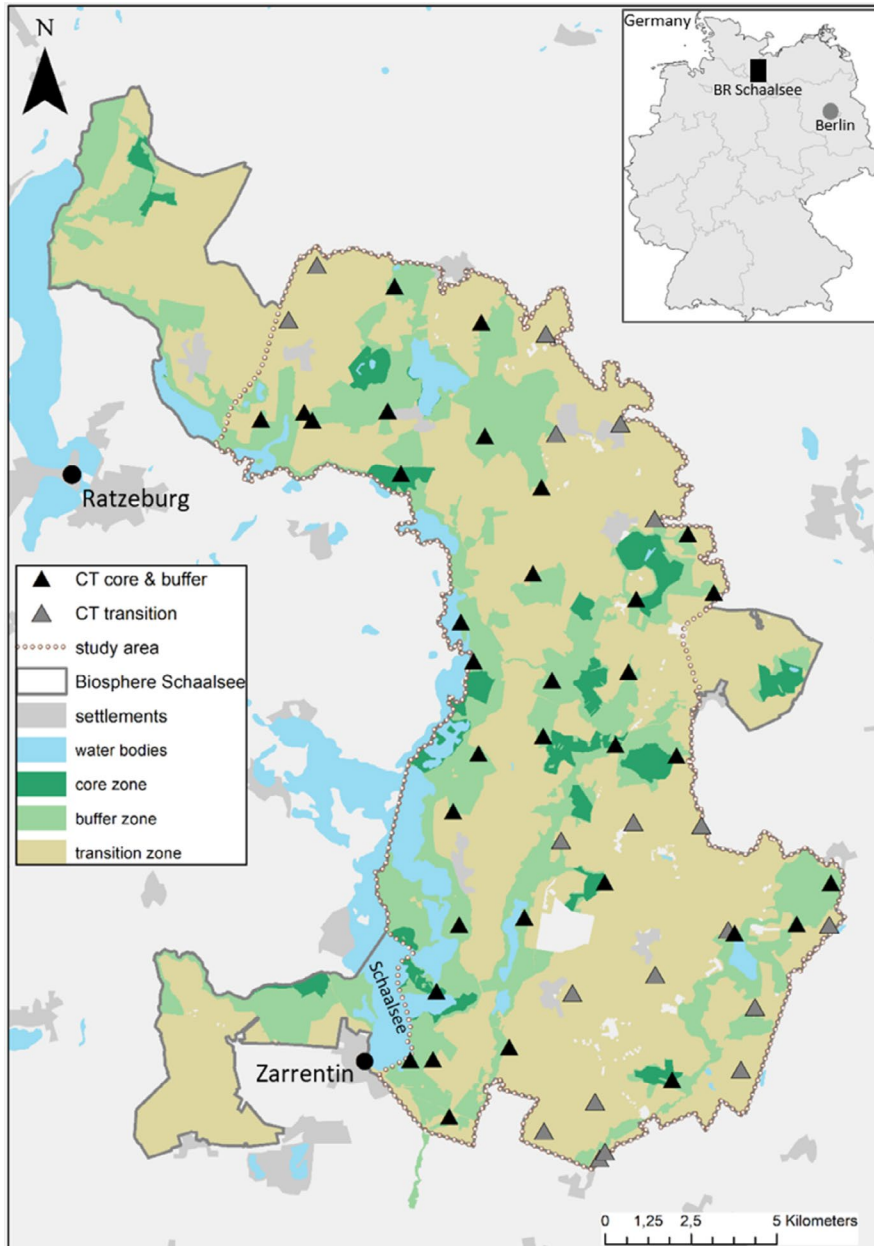 N
Germany
BR Schaalsee
Berlin
Ratzeburg
CT core & buffer
CT transition
study area
Biosphere Schaalsee
settlements
water bodies
core zone
buffer zone
transition zone
Schaalsee
Zarrentin
0 1,25 2,5 5 Kilometers